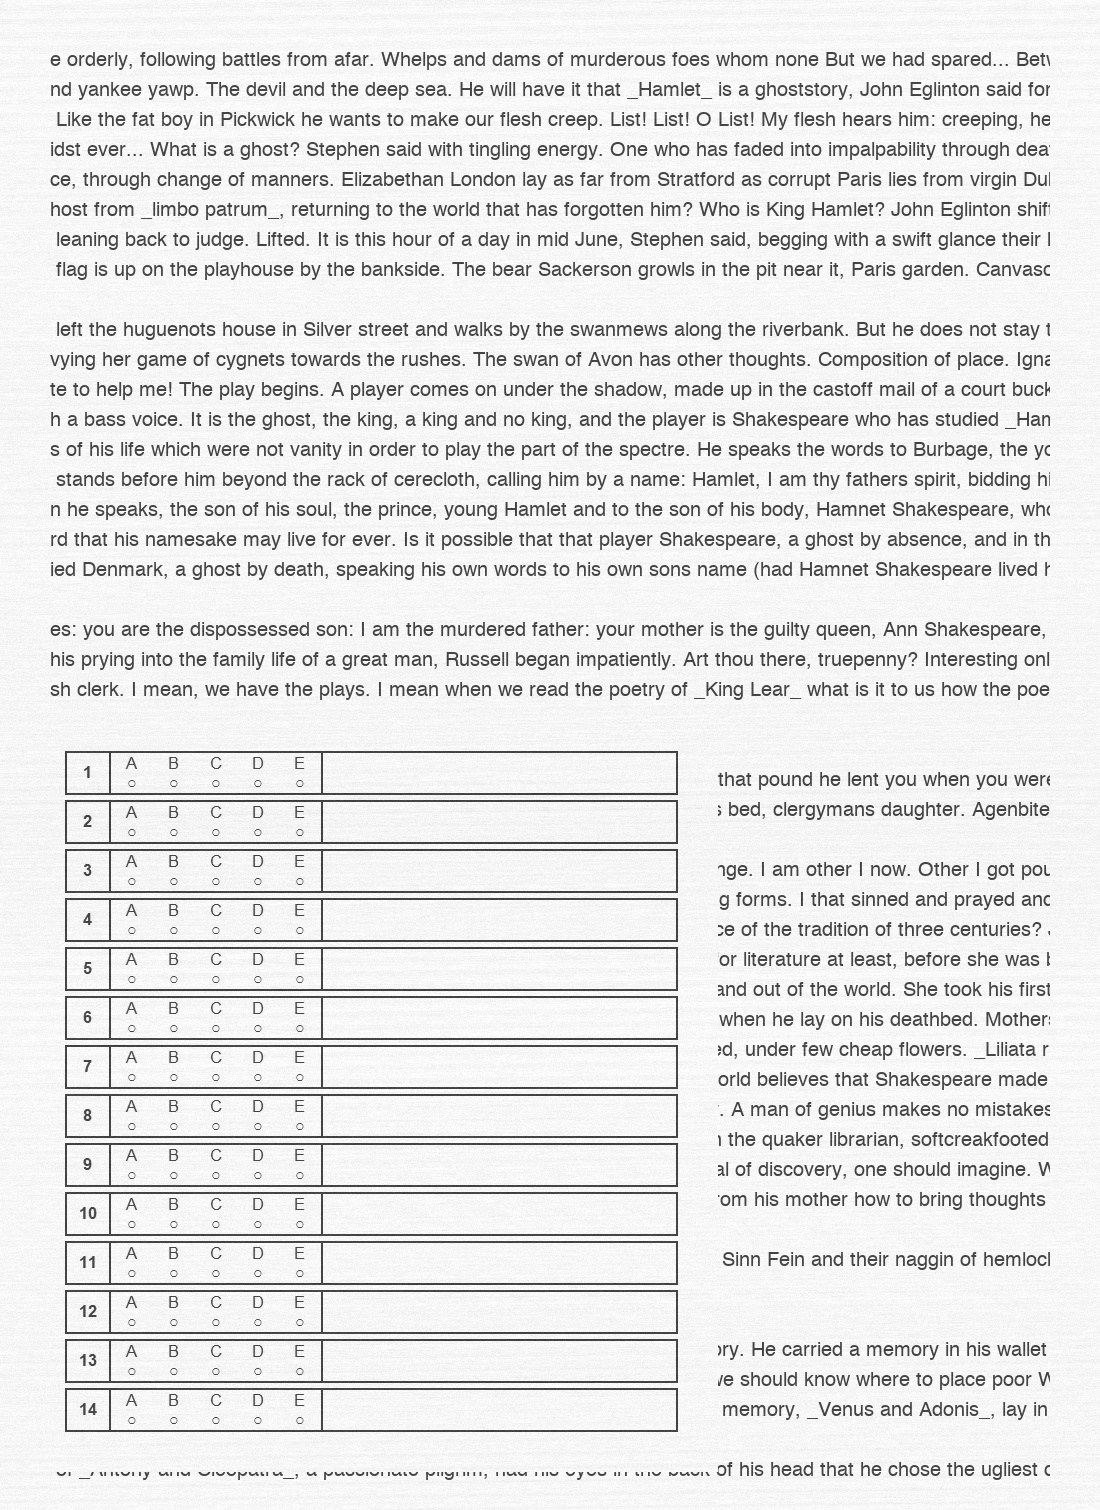 e orderly, following battles from afar. Whelps and dams of murderous foes whom none But we had spared...
nd yankee yawp. The devil and the deep sea. He will have it that _Hamlet_ is a ghoststory, John Eglinton said for
Like the fat boy in Pickwick he wants to make our flesh creep. List! List! O List! My flesh hears him: creeping, he
idst ever... What is a ghost? Stephen said with tingling energy. One who has faded into impalpability through
ce, through change of manners. Elizabethan London lay as far from Stratford as corrupt Paris lies from virgin
host from _limbo patrum_, returning to the world that has forgotten him? Who is King Hamlet? John Eglinton shift
leaning back to judge. Lifted. It is this hour of a day in mid June, Stephen said, begging with a swift glance their
flag is up on the playhouse by the bankside. The bear Sackerson growls in the pit near it, Paris garden.
left the huguenots house in Silver street and walks by the swanmews along the riverbank. But he does not stay
vying her game of cygnets towards the rushes. The swan of Avon has other thoughts. Composition of place. Igna
te to help me! The play begins. A player comes on under the shadow, made up in the castoff mail of a court buck
h a bass voice. It is the ghost, the king, a king and no king, and the player is Shakespeare who has studied _Ham
s of his life which were not vanity in order to play the part of the spectre. He speaks the words to Burbage, the
stands before him beyond the rack of cerecloth, calling him by a name: Hamlet, I am thy fathers spirit, bidding
n he speaks, the son of his soul, the prince, young Hamlet and to the son of his body, Hamnet Shakespeare,
rd that his namesake may live for ever. Is it possible that that player Shakespeare, a ghost by absence, and in th
ied Denmark, a ghost by death, speaking his own words to his own sons name (had Hamnet Shakespeare lived
es: you are the dispossessed son: I am the murdered father: your mother is the guilty queen, Ann Shakespeare,
his prying into the family life of a great man, Russell began impatiently. Art thou there, truepenny? Interesting onl
sh clerk. I mean, we have the plays. I mean when we read the poetry of _King Lear_ what is it to us how the poe
1 A B C D E
that pound he lent you when you were
2 A B C D E
bed, clergymans daughter. Agenbite
3 A B C D E
nge. I am other I now. Other I got pou
4 A B C D E
g forms. I that sinned and prayed and
ce of the tradition of three centuries?
5 A B C D E
or literature at least, before she was
and out of the world. She took his first
6 A B C D E
when he lay on his deathbed. Mothers
7 A B C D E
ed, under few cheap flowers. _Liliata r
orld believes that Shakespeare made
8 A B C D E
. A man of genius makes no mistakes
the quaker librarian, softcreakfooted
9 A B C D E
al of discovery, one should imagine.
10 A B C D E
om his mother how to bring thoughts
11 A B C D E
Sinn Fein and their naggin of hemlock
12 A B C D E
13 A B C D E
ory. He carried a memory in his wallet
we should know where to place poor
14 A B C D E
memory, _Venus and Adonis_, lay in
of _Antony and Cleopatra_, a passionate pilgrim, had his eyes in the back of his head that he chose the ugliest